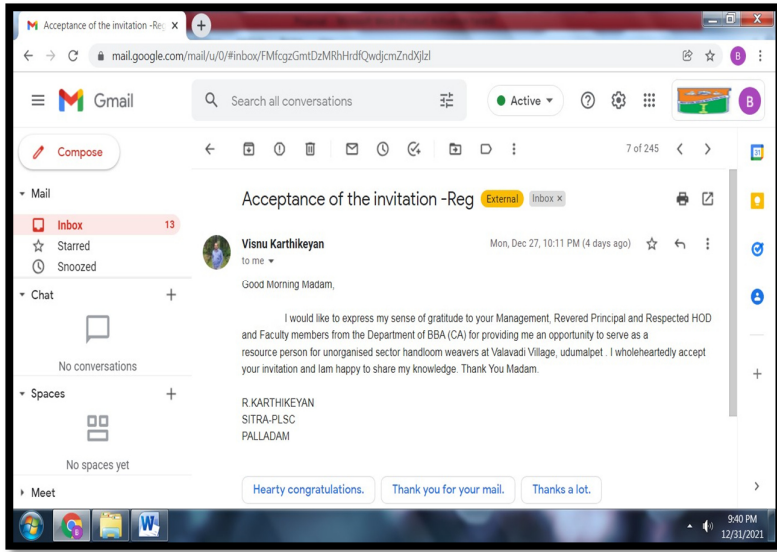 Acceptance of the invitation -Reg
mail.google.com/mail/u/0/#inbox/FMfcgzGmtDzMRhHrdfQwdjcmZndXjlzl
B
Gmail
Search all conversations
Active
B
Compose
7 of 245
31
Mail
Acceptance of the invitation -Reg External Inbox ×
Inbox 13
Starred
Snoozed
Visnu Karthikeyan Mon, Dec 27, 10:11 PM (4 days ago)
to me
Good Morning Madam,
Chat
I would like to express my sense of gratitude to your Management, Revered Principal and Respected HOD
and Faculty members from the Department of BBA (CA) for providing me an opportunity to serve as a
resource person for unorganised sector handloom weavers at Valavadi Village, udumalpet . I wholeheartedly accept
your invitation and Iam happy to share my knowledge. Thank You Madam.
No conversations
Spaces
R.KARTHIKEYAN
SITRA-PLSC
PALLADAM
No spaces yet
Meet
Hearty congratulations. Thank you for your mail. Thanks a lot.
W
9:40 PM
12/31/2021